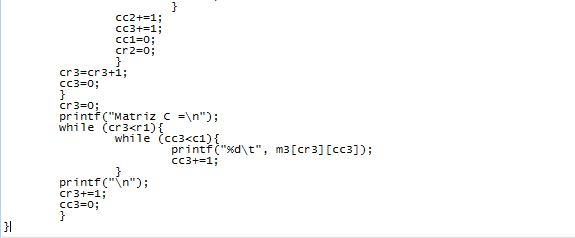 }
cc2+=1;
cc3+=1;
cc1=0;
cr2=0;
}
cr3=cr3+1;
cc3=0;
}
cr3=0;
printf("Matriz C =\n");
while (cr3<r1){
while (cc3<c1){
printf("%d\t", m3[cr3][cc3]);
cc3+=1;
}
printf("\n");
cr3+=1;
cc3=0;
}
}